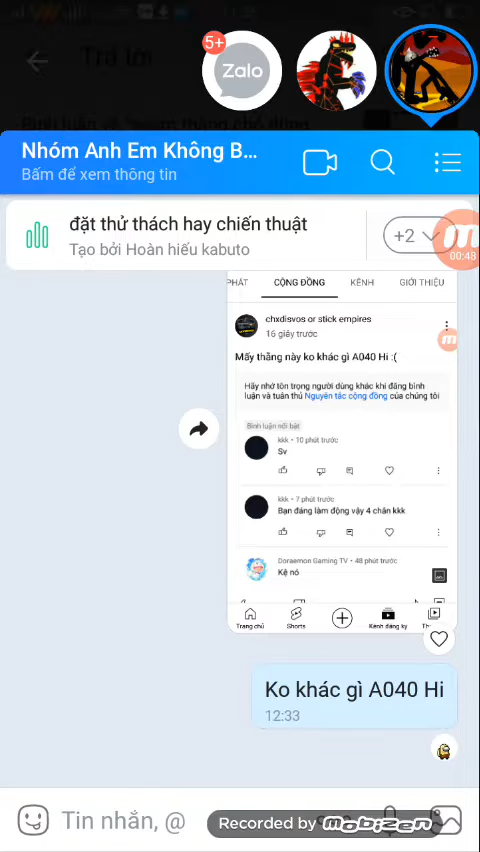 Trả lời
5+
Zalo
Nhóm Anh Em Không B...
Bấm để xem thông tin
đặt thử thách hay chiến thuật
Tạo bởi Hoàn hiếu kabuto
+2
00:48
PHÁT CỘNG ĐỒNG KÊNH GIỚI THIỆU
chxdisvos or stick empires
16 giây trước
Mấy thằng này ko khác gì A040 Hi :(
Hãy nhớ tôn trọng người dùng khác khi đăng bình
luận và tuân thủ Nguyên tắc cộng đồng của chúng tôi
Bình luận nổi bật
kkk • 10 phút trước
Sv
kkk • 7 phút trước
Bạn đáng làm động vậy 4 chân kkk
Doraemon Gaming TV • 48 phút trước
Kệ nó
Trang chủ Shorts Kênh đăng ký
Ko khác gì A040 Hi
12:33
Tin nhắn, @
Recorded by mobizen